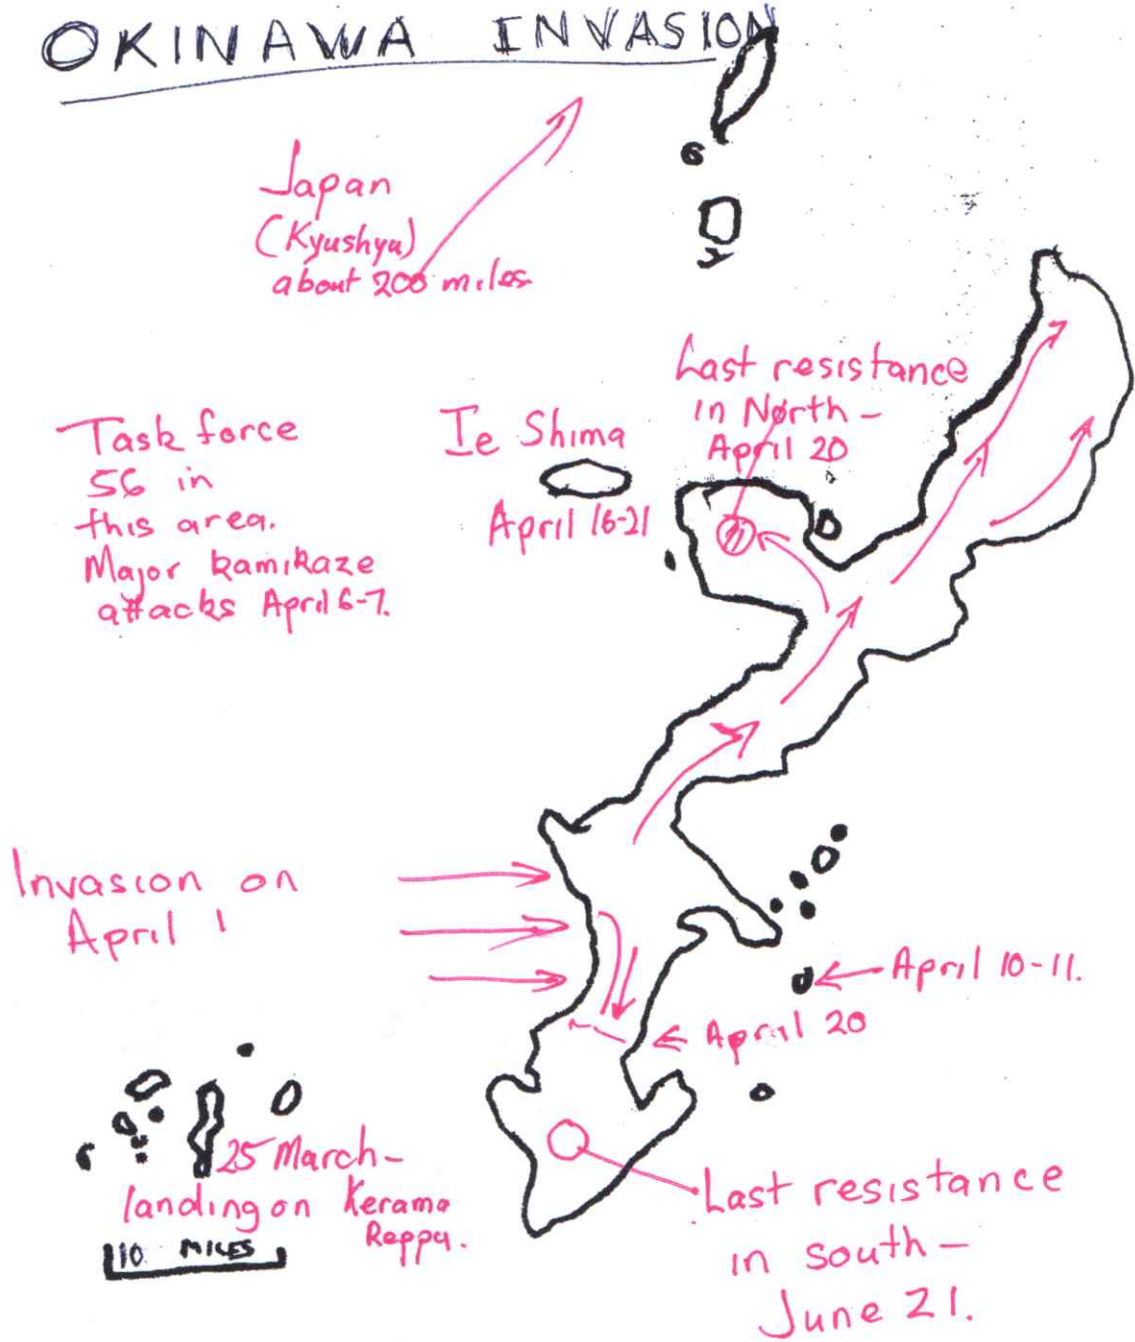 OKINAWA INVASION
Japan
(Kyushyu)
about 200 miles
Last resistance
in North -
April 20
Task force
56 in
this area.
Major kamikaze
attacks April 6-7.
Ie Shima
April 16-21
Invasion on
April 1
April 10-11.
April 20
25 March -
landing on Kerama
Reppu.
10 MILES
Last resistance
in south -
June 21.